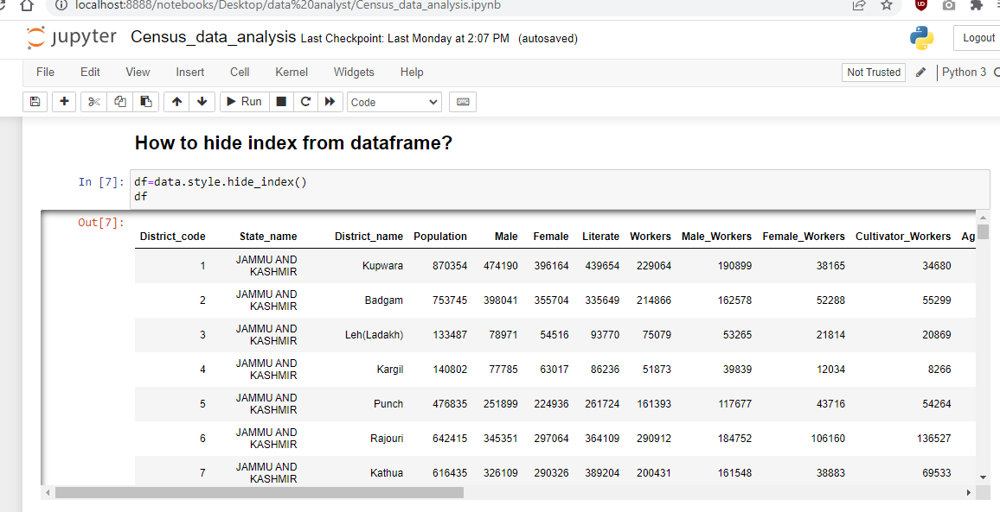 localhost:8888/notebooks/Desktop/data%20analyst/Census_data_analysis.ipynb
jupyter Census_data_analysis Last Checkpoint: Last Monday at 2:07 PM (autosaved) Logout
File Edit View Insert Cell Kernel Widgets Help Not Trusted Python 3
Run Code
How to hide index from dataframe?
In [7]: df=data.style.hide_index()
df
Out[7]:
District_code State_name District_name Population Male Female Literate Workers Male_Workers Female_Workers Cultivator_Workers Ag
1 JAMMU AND KASHMIR Kupwara 870354 474190 396164 439654 229064 190899 38165 34680
2 JAMMU AND KASHMIR Badgam 753745 398041 355704 335649 214866 162578 52288 55299
3 JAMMU AND KASHMIR Leh(Ladakh) 133487 78971 54516 93770 75079 53265 21814 20869
4 JAMMU AND KASHMIR Kargil 140802 77785 63017 86236 51873 39839 12034 8266
5 JAMMU AND KASHMIR Punch 476835 251899 224936 261724 161393 117677 43716 54264
6 JAMMU AND KASHMIR Rajouri 642415 345351 297064 364109 290912 184752 106160 136527
7 JAMMU AND KASHMIR Kathua 616435 326109 290326 389204 200431 161548 38883 69533